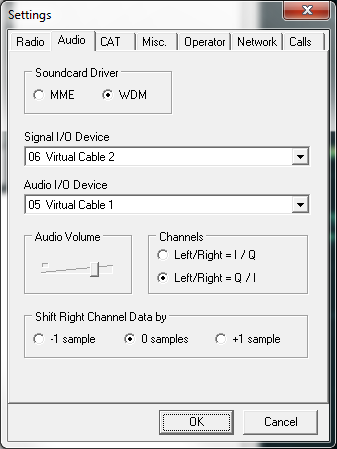 Settings
Radio Audio CAT Misc. Operator Network Calls
Soundcard Driver
MME WDM
Signal I/O Device
06 Virtual Cable 2
Audio I/O Device
05 Virtual Cable 1
Audio Volume Channels
Left/Right = I / Q
Left/Right = Q / I
Shift Right Channel Data by
-1 sample 0 samples +1 sample
OK Cancel